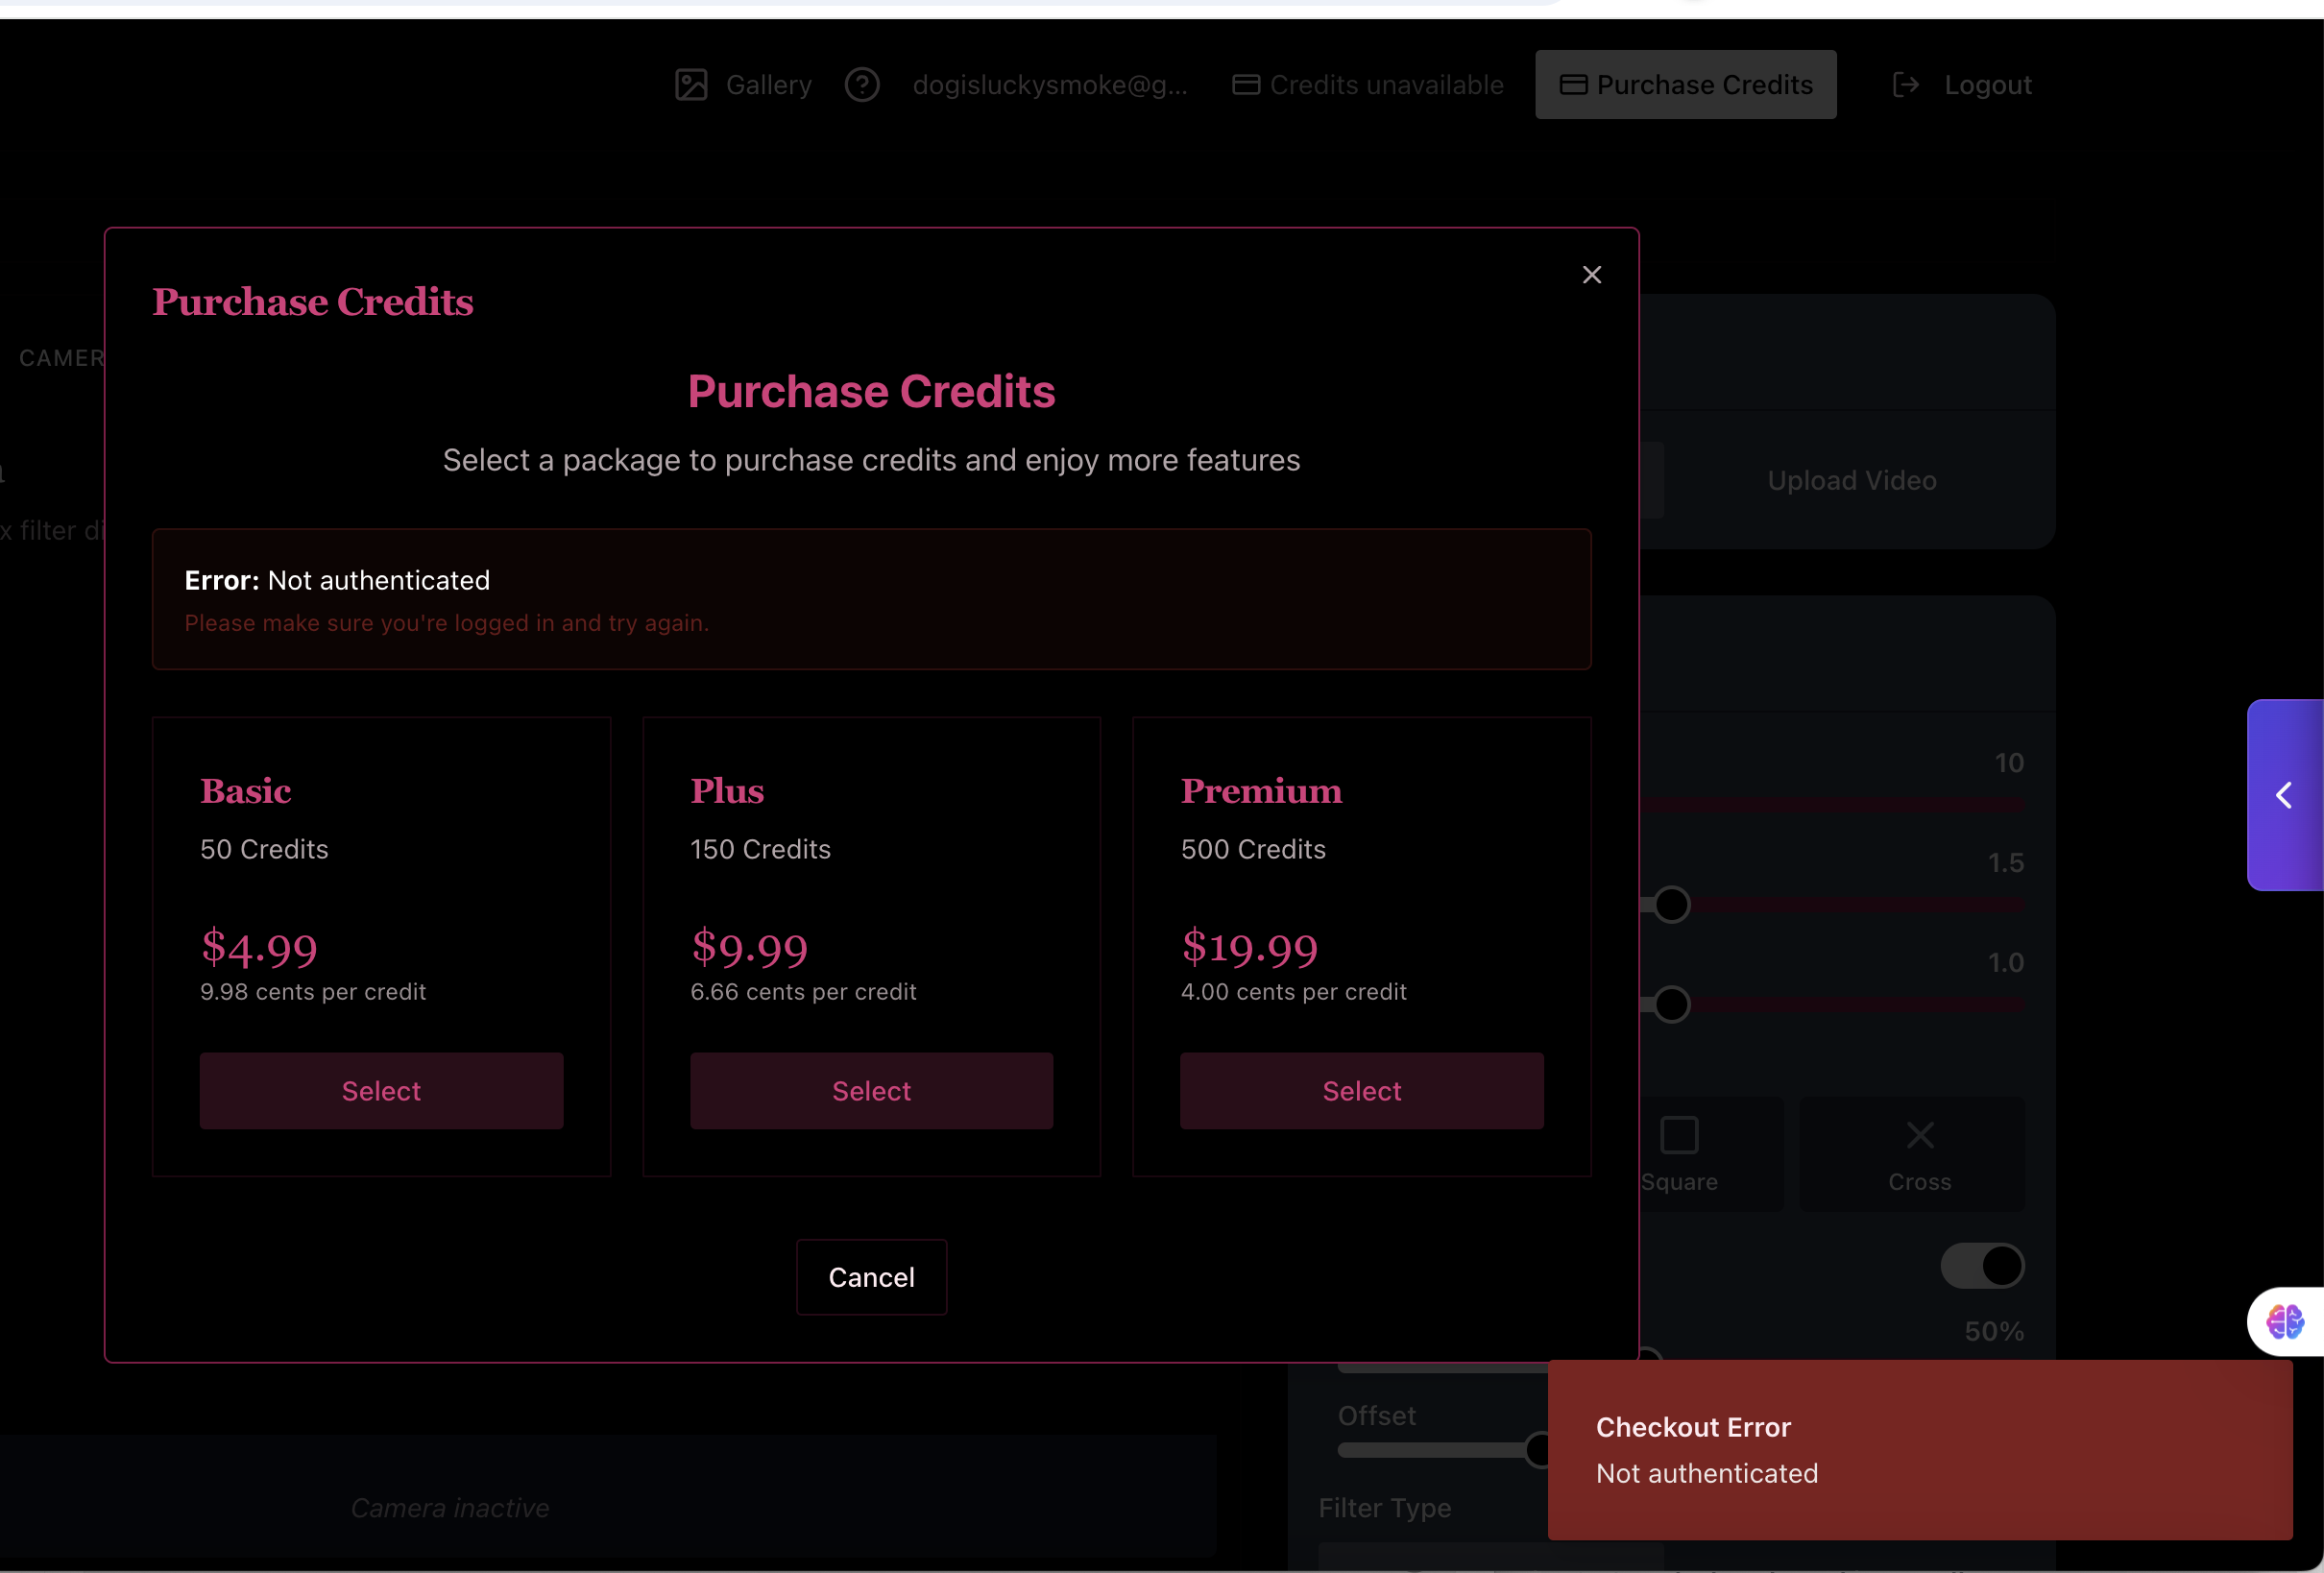 Gallery
dogisluckysmoke@g...
Credits unavailable
Purchase Credits
Logout
Purchase Credits
CAMER
Purchase Credits
Select a package to purchase credits and enjoy more features
Upload Video
x filter di
Error: Not authenticated
Please make sure you're logged in and try again.
Basic
50 Credits
$4.99
9.98 cents per credit
Select
Plus
150 Credits
$9.99
6.66 cents per credit
Select
Premium
500 Credits
$19.99
4.00 cents per credit
Select
Cancel
10
1.5
1.0
Square
Cross
50%
Offset
Filter Type
Camera inactive
Checkout Error
Not authenticated